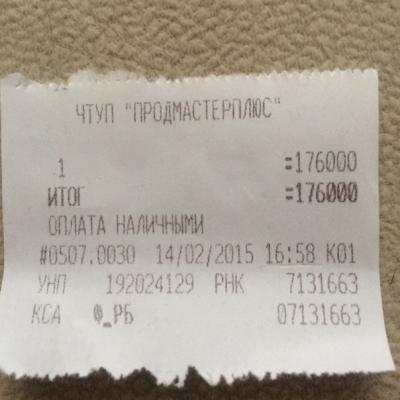 ЧТУП "ПРОДМАСТЕРПЛЮС"
1 =176000
ИТОГ =176000
ОПЛАТА НАЛИЧНЫМИ
#0507.0030 14/02/2015 16:58 К01
УНП 192024129 РНК 7131663
КСА _РБ 07131663